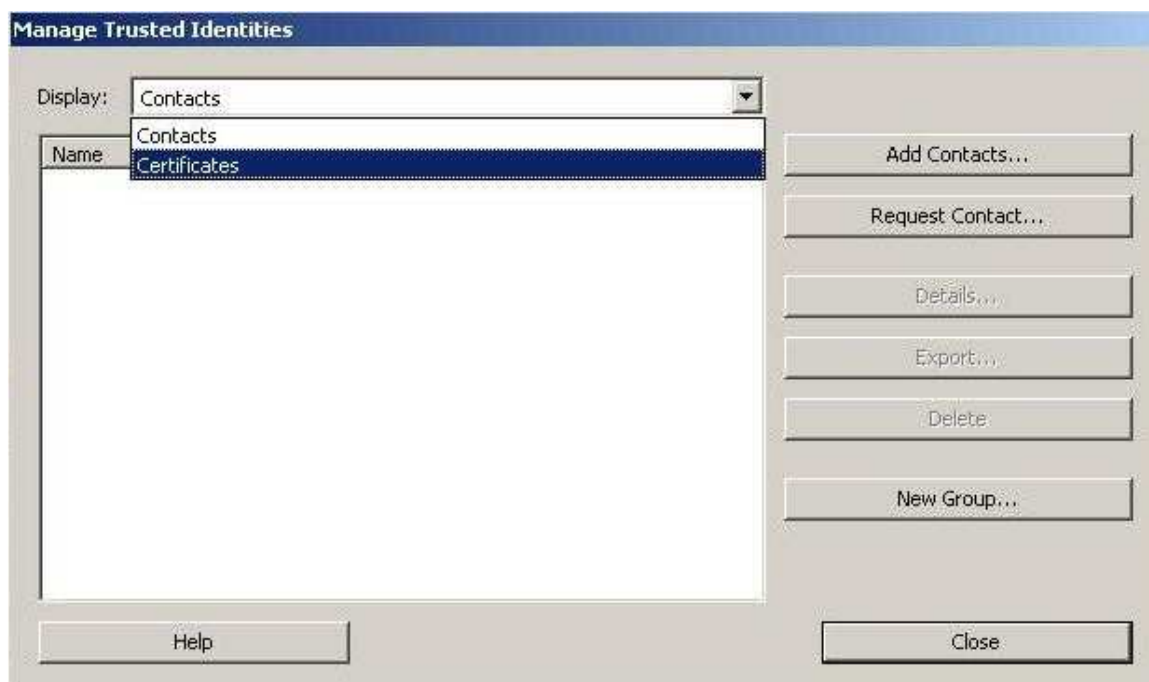 Manage Trusted Identities
Display: Contacts
Contacts
Name
Certificates
Add Contacts...
Request Contact...
Details...
Export...
Delete
New Group...
Help
Close